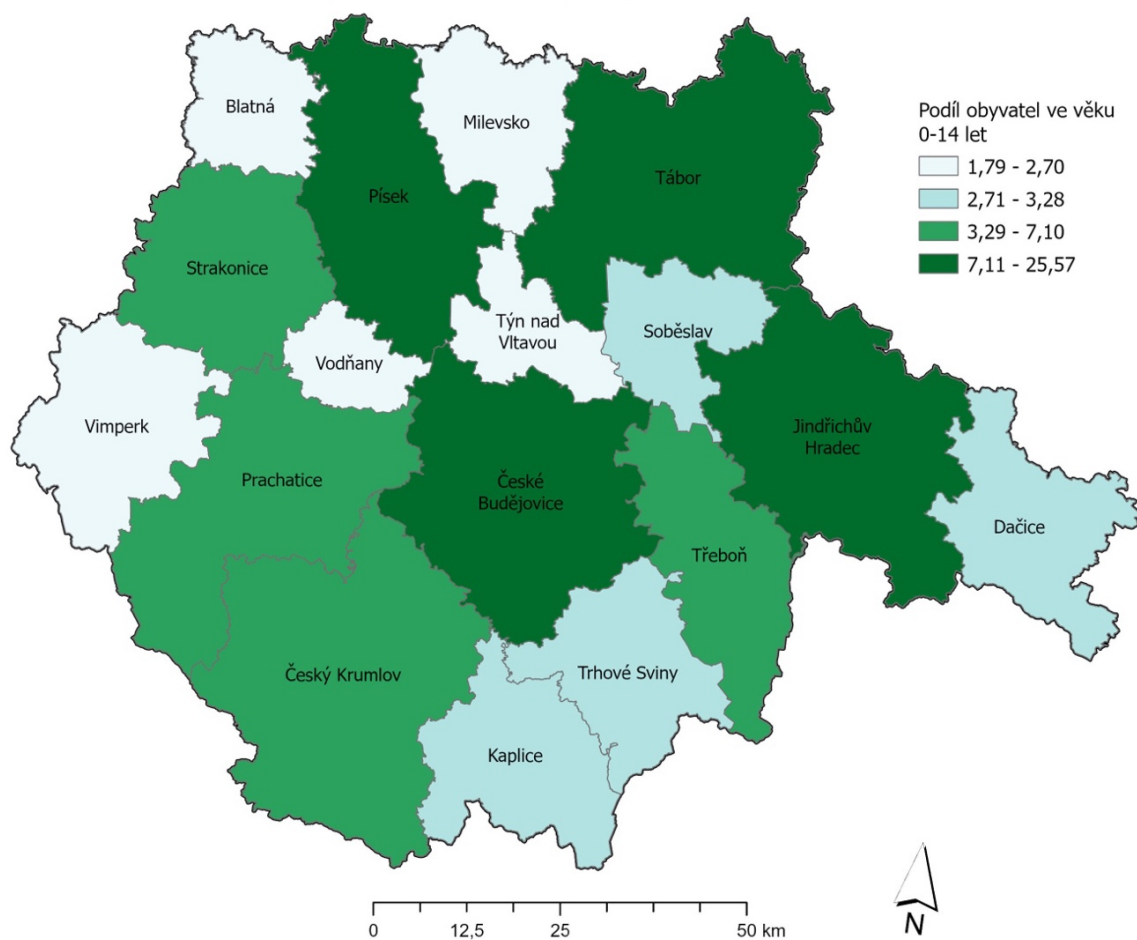 Podíl obyvatel ve věku
0-14 let
1,79 - 2,70
2,71 - 3,28
3,29 - 7,10
7,11 - 25,57
Blatná
Milevsko
Písek
Tábor
Strakonice
Týn nad
Vltavou
Soběslav
Vodňany
Vimperk
Jindřichův
Hradec
Prachatice
České
Budějovice
Dačice
Třeboň
Český Krumlov
Trhové Sviny
Kaplice
0
12,5
25
50 km
N